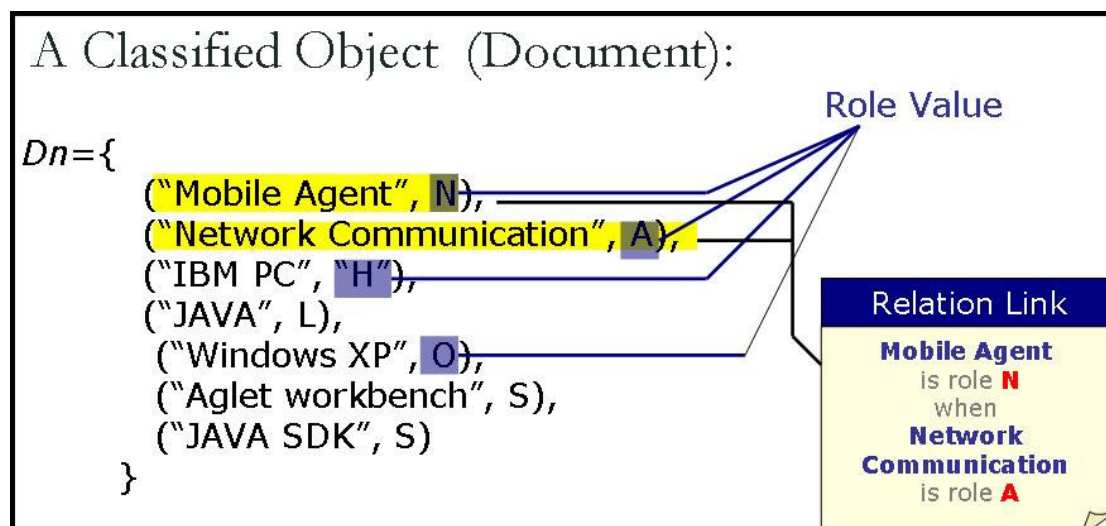 A Classified Object (Document):
Role Value
Dn={
(“Mobile Agent”, N),
(“Network Communication”, A),
(“IBM PC”, “H”),
(“JAVA”, L),
(“Windows XP”, O),
(“Aglet workbench”, S),
(“JAVA SDK”, S)
}
Relation Link
Mobile Agent
is role N
when
Network
Communication
is role A